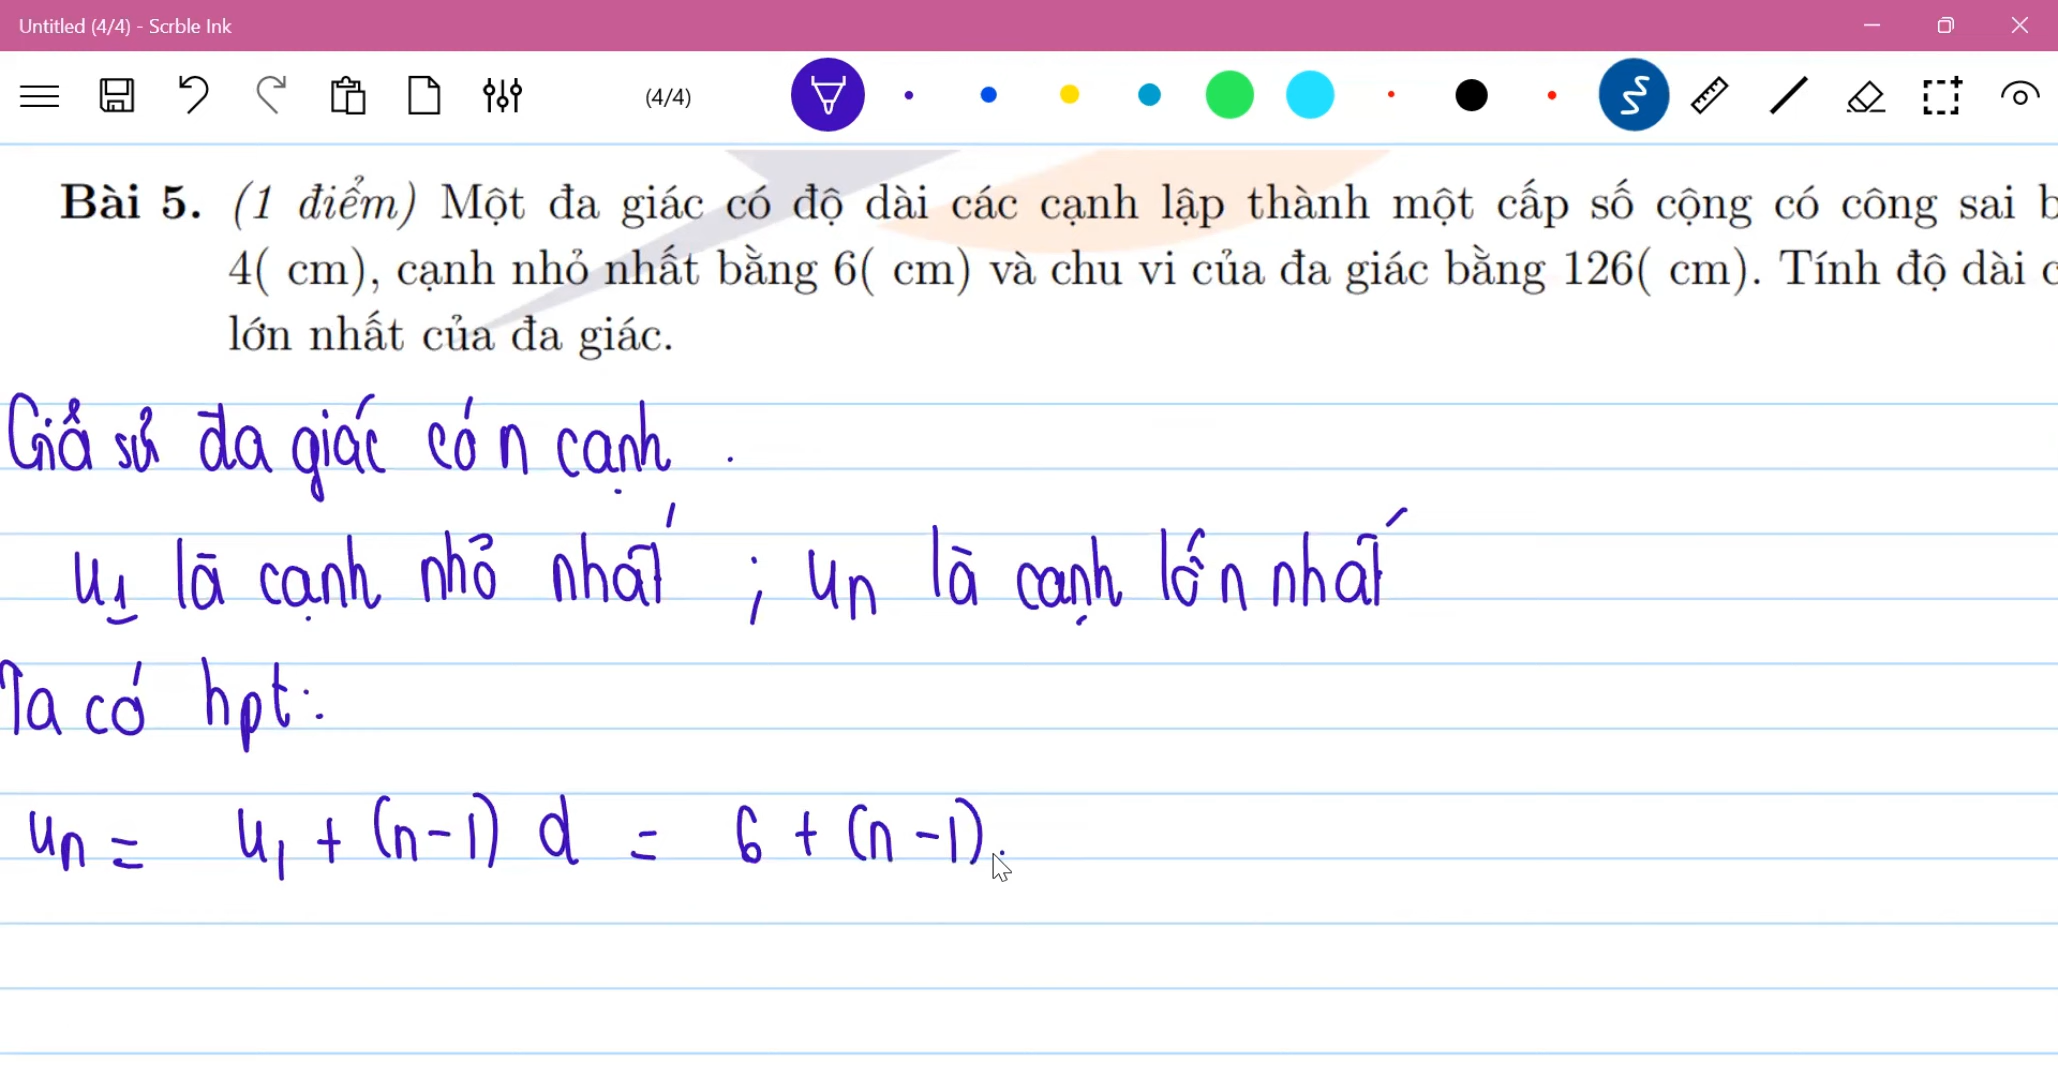 Untitled (4/4) - Scrble Ink
(4/4)
Bài 5. (1 điểm) Một đa giác có độ dài các cạnh lập thành một cấp số cộng có công sai b
4( cm), cạnh nhỏ nhất bằng 6( cm) và chu vi của đa giác bằng 126( cm). Tính độ dài c
lớn nhất của đa giác.
Giả sử đa giác có n cạnh .
u₁ là cạnh nhỏ nhất ; uₙ là cạnh lớn nhất
Ta có hpt:
uₙ = u₁ + (n-1) d = 6 + (n-1).